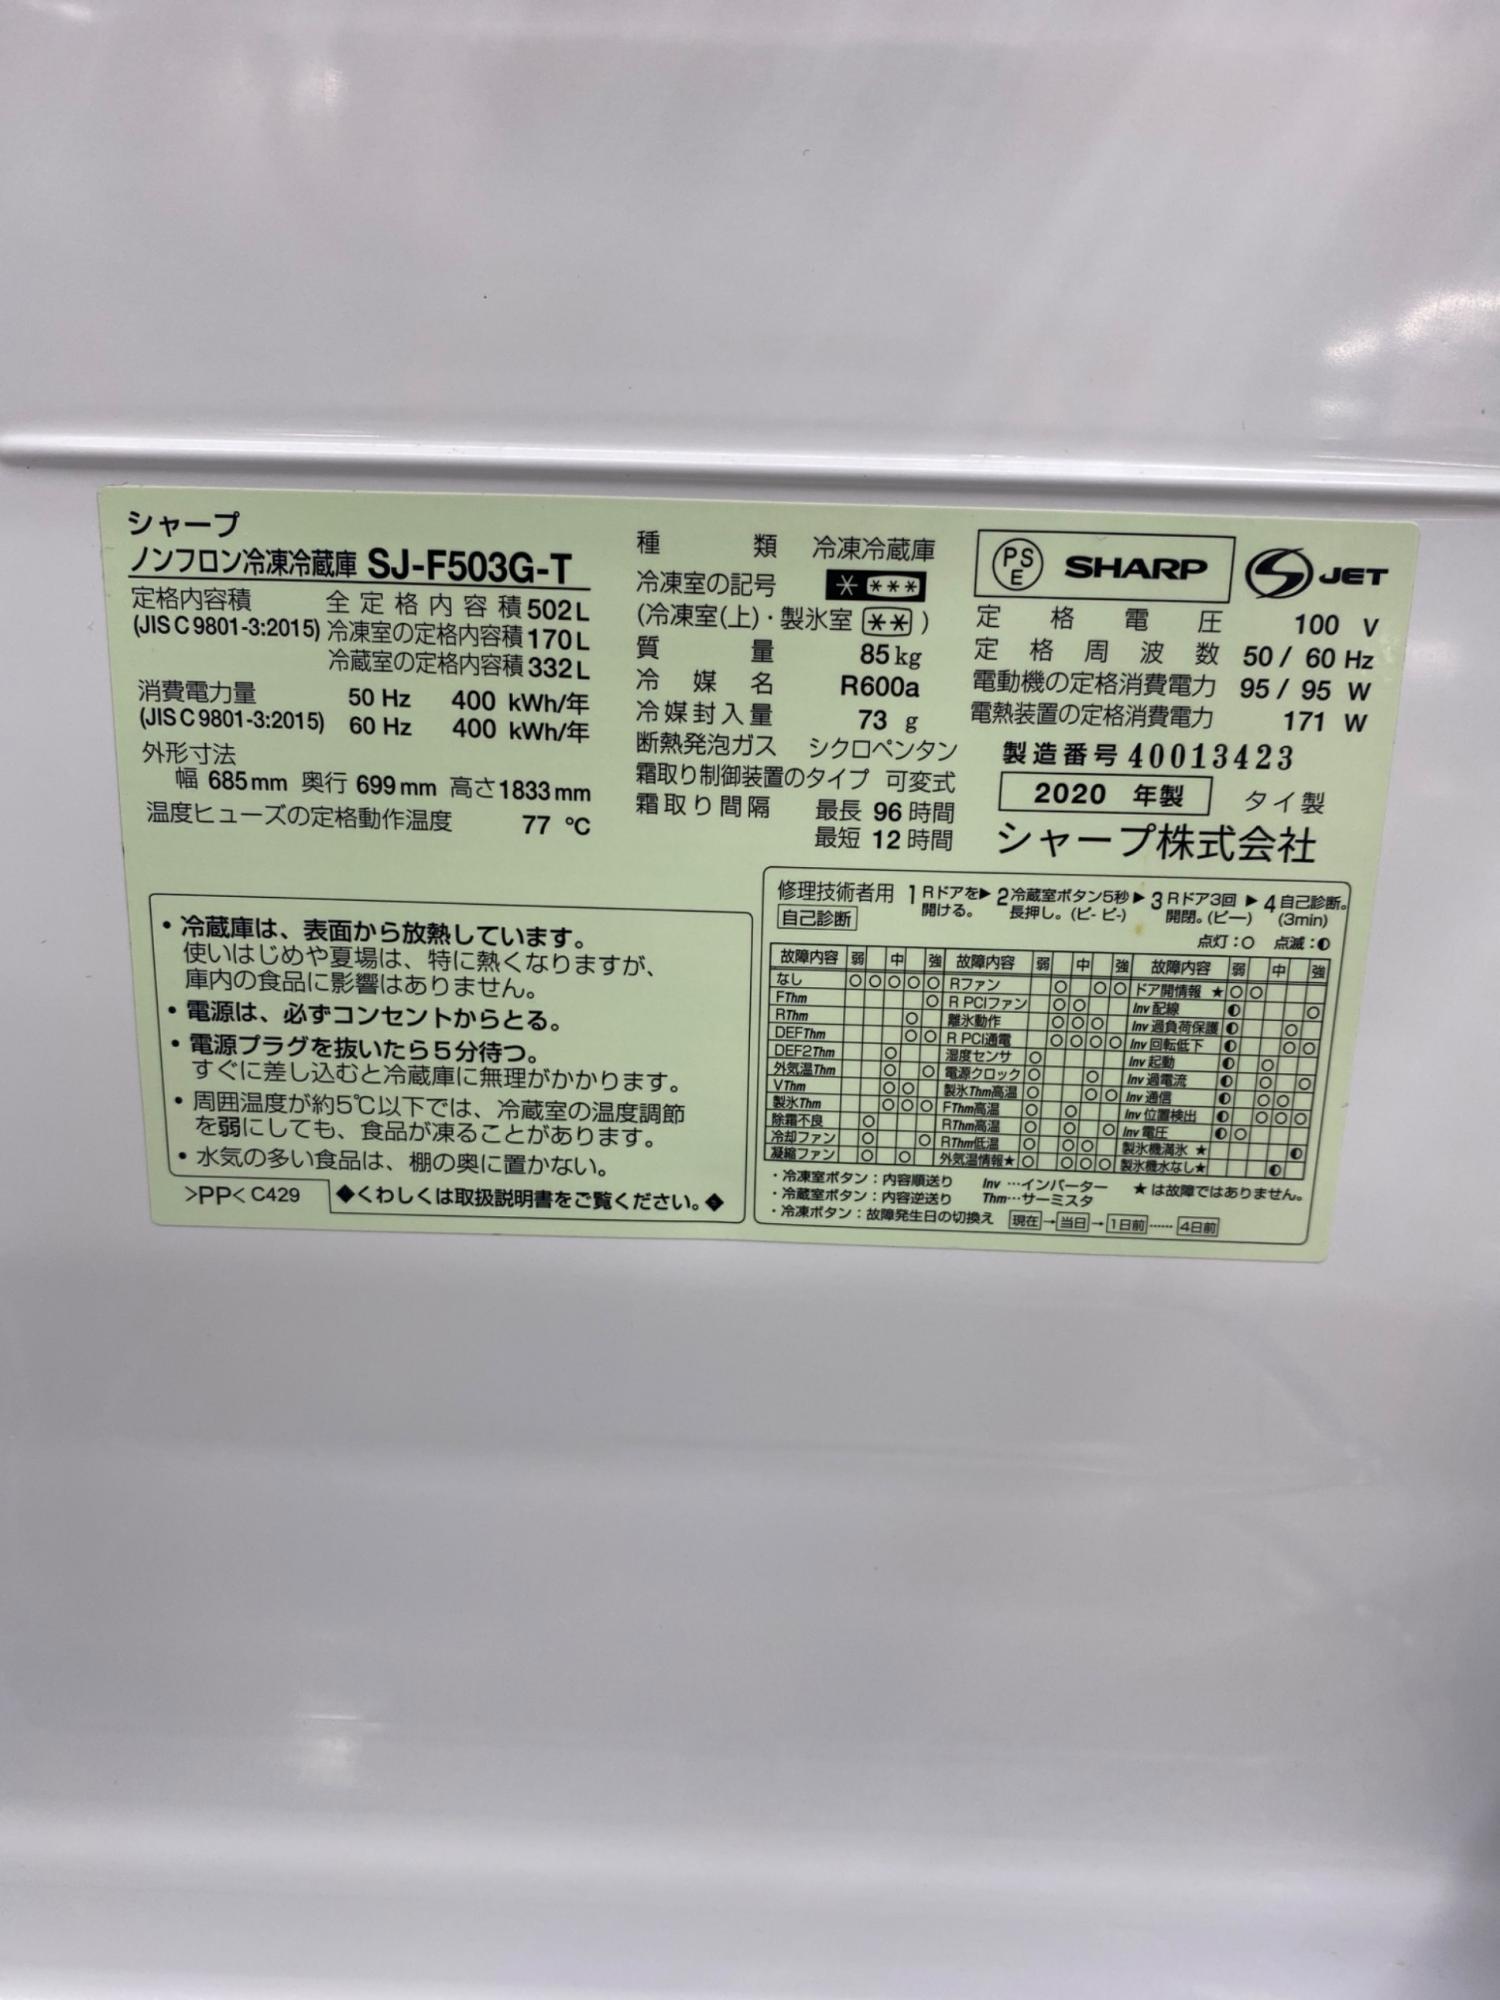 シャープ
ノンフロン冷凍冷蔵庫 SJ-F503G-T
定格内容積 全定格内容積 502L
(JIS C 9801-3:2015) 冷凍室の定格内容積 170L
冷蔵室の定格内容積 332L
消費電力量 50 Hz 400 kWh/年
(JIS C 9801-3:2015) 60 Hz 400 kWh/年
外形寸法
幅 685mm 奥行 699mm 高さ 1833mm
温度ヒューズの定格動作温度 77 ℃
種類 冷凍冷蔵庫
冷凍室の記号 * ***
(冷凍室(上)・製氷室 ** )
質量 85kg
冷媒名 R600a
冷媒封入量 73 g
断熱発泡ガス シクロペンタン
霜取り制御装置のタイプ 可変式
霜取り間隔 最長 96 時間
最短 12 時間
PS E SHARP S JET
定格電圧 100 V
定格周波数 50 / 60 Hz
電動機の定格消費電力 95 / 95 W
電熱装置の定格消費電力 171 W
製造番号 40013423
2020 年製 タイ製
シャープ株式会社
・冷蔵庫は、表面から放熱しています。
使いはじめや夏場は、特に熱くなりますが、
庫内の食品に影響はありません。
・電源は、必ずコンセントからとる。
・電源プラグを抜いたら5分待つ。
すぐに差し込むと冷蔵庫に無理がかかります。
・周囲温度が約5℃以下では、冷蔵室の温度調節
を弱にしても、食品が凍ることがあります。
・水気の多い食品は、棚の奥に置かない。
>PP< C429 ◆くわしくは取扱説明書をご覧ください。◆
修理技術者用 1 Rドアを開ける。 ▶ 2 冷蔵室ボタン5秒長押し。(ピ- ピ-) ▶ 3 Rドア3回開閉。(ピー) ▶ 4 自己診断。(3min)
自己診断
点灯：○ 点滅：◐
故障内容 弱 中 強 故障内容 弱 中 強 故障内容 弱 中 強
なし ○ ○ ○ ○ ○ Rファン ○ ○ ○ ドア開情報 ★ ○ ○
FThm ○ R PCIファン ○ ○ Inv 配線 ◐ ○
RThm ○ 離氷動作 ○ ○ ○ Inv 過負荷保護 ◐ ○
DEFThm ○ ○ R PCI通電 ○ ○ ○ ○ Inv 回転低下 ◐ ○ ○
DEF2Thm ○ 湿度センサ ○ Inv 起動 ◐ ○
外気温Thm ○ ○ 電源クロック ○ ○ Inv 過電流 ◐ ○ ○
VThm ○ ○ 製氷Thm高温 ○ ○ ○ Inv 通信 ◐ ○ ○
製氷Thm ○ ○ ○ FThm高温 ○ ○ Inv 位置検出 ◐ ○ ○ ○
除霜不良 ○ RThm高温 ○ ○ ○ Inv 電圧 ◐ ○
冷却ファン ○ ○ RThm低温 ○ ○ ○ 製氷機満氷 ★ ◐
凝縮ファン ○ ○ 外気温情報★ ○ ○ ○ ○ 製氷機水なし★ ◐
・冷凍室ボタン：内容順送り Inv …インバーター ★は故障ではありません。
・冷蔵室ボタン：内容逆送り Thm…サーミスタ
・冷凍ボタン：故障発生日の切換え 現在→当日→1日前……4日前